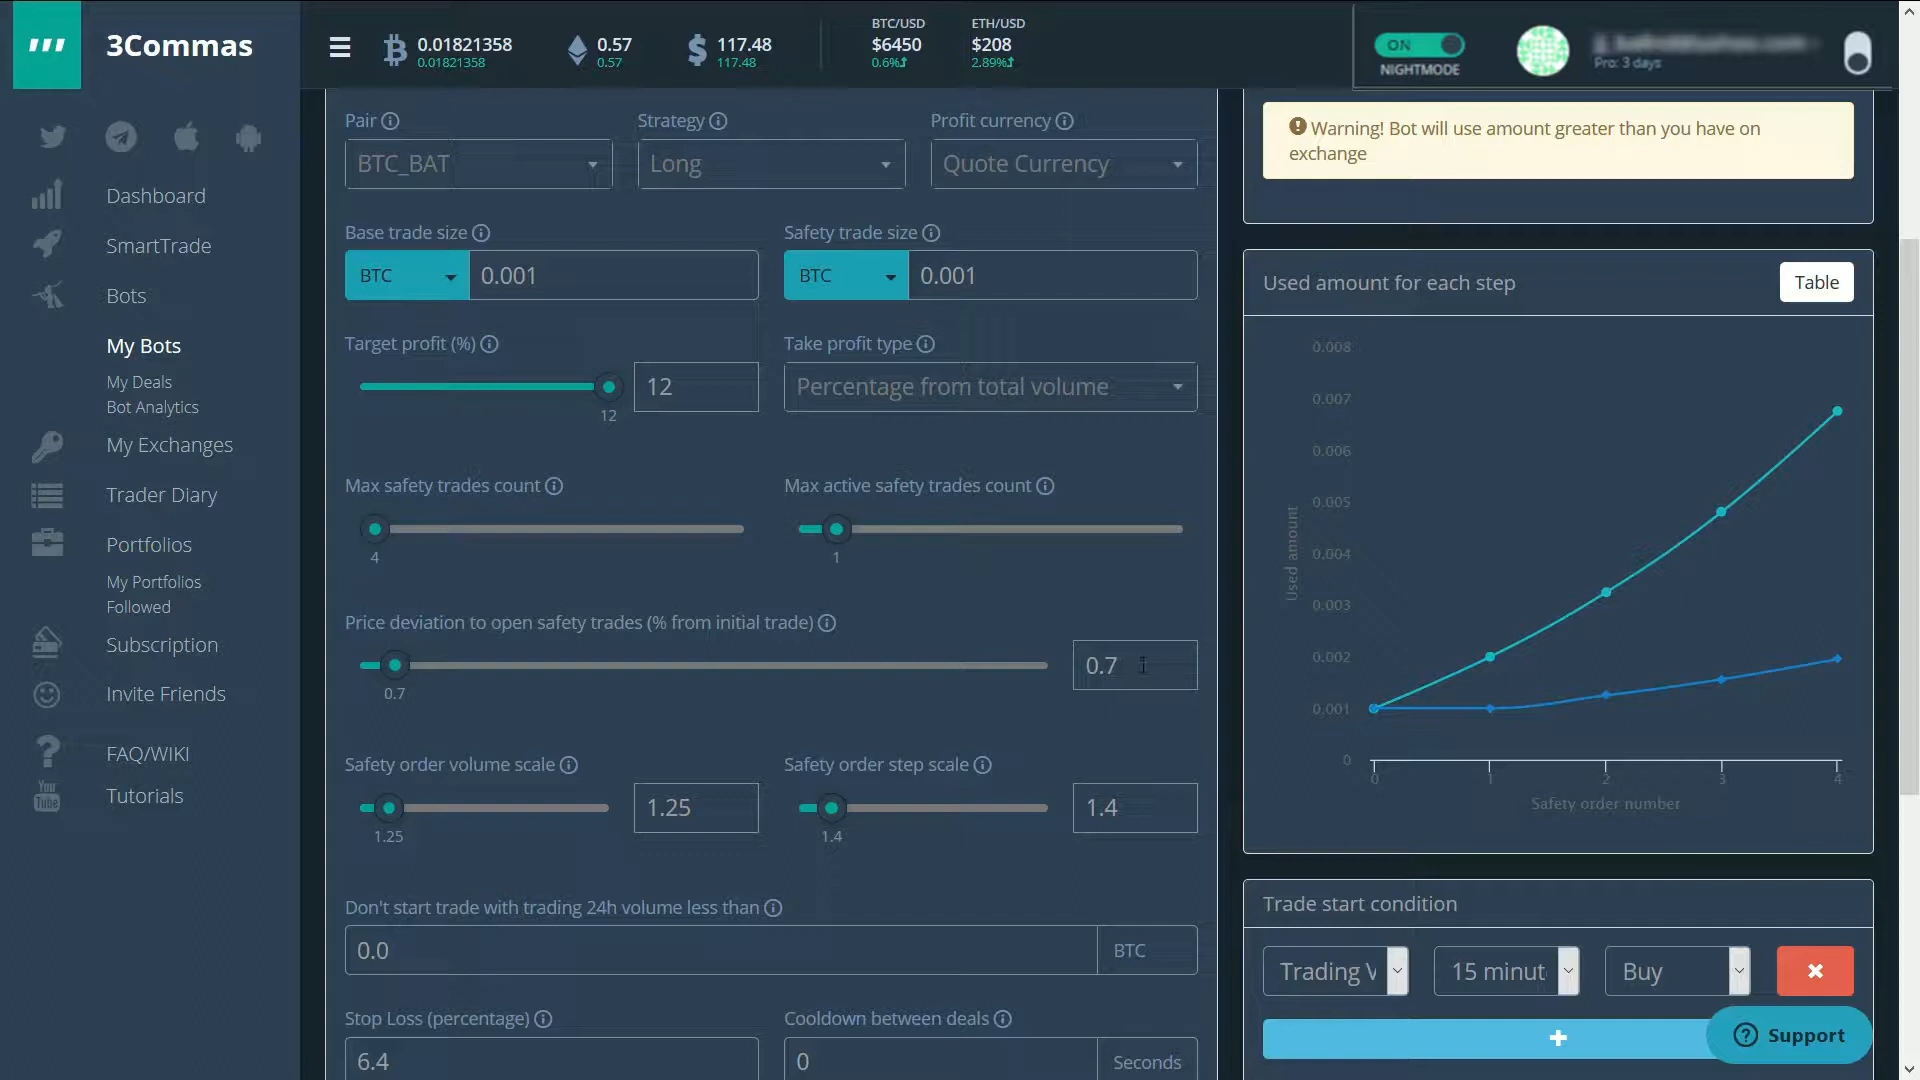 3Commas
0.01821358
0.01821358
0.57
0.57
117.48
117.48
BTC/USD
$6450
0.6%
ETH/USD
$208
2.89%
ON
NIGHTMODE
Pro: 3 days
Dashboard
SmartTrade
Bots
My Bots
My Deals
Bot Analytics
My Exchanges
Trader Diary
Portfolios
My Portfolios
Followed
Subscription
Invite Friends
FAQ/WIKI
You
Tube
Tutorials
Pair
BTC_BAT
Strategy
Long
Profit currency
Quote Currency
Base trade size
BTC
0.001
Safety trade size
BTC
0.001
Target profit (%)
12
12
Take profit type
Percentage from total volume
Max safety trades count
4
Max active safety trades count
1
Price deviation to open safety trades (% from initial trade)
0.7
0.7
Safety order volume scale
1.25
1.25
Safety order step scale
1.4
1.4
Don't start trade with trading 24h volume less than
0.0
BTC
Stop Loss (percentage)
6.4
Cooldown between deals
0
Seconds
Warning! Bot will use amount greater than you have on
exchange
Used amount for each step
Table
Used amount
0.008
0.007
0.006
0.005
0.004
0.003
0.002
0.001
0
0
1
2
3
4
Safety order number
Trade start condition
Trading V
15 minut
Buy
Support